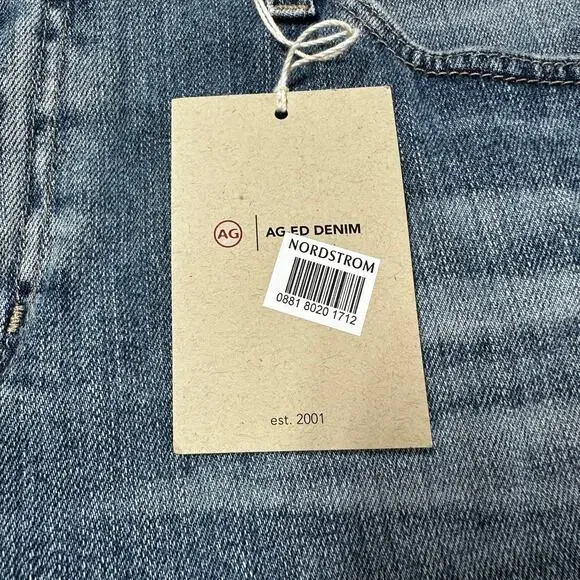 AG
AG ED DENIM
NORDSTROM
0881 8020 1712
est. 2001